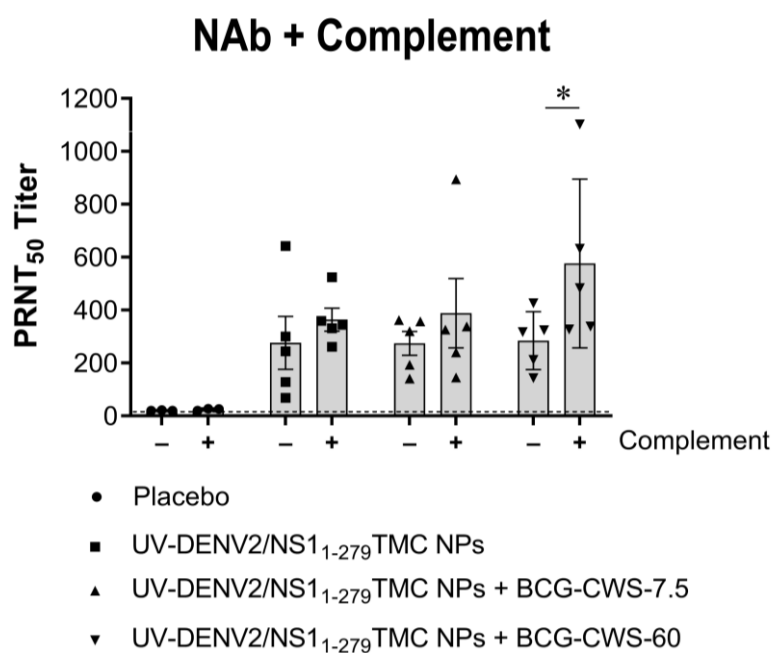 NAb + Complement
*
1200
1000
800
600
400
200
0
PRNT₅₀ Titer
– + – + – + – + Complement
Placebo
UV-DENV2/NS1₁₋₂₇₉TMC NPs
UV-DENV2/NS1₁₋₂₇₉TMC NPs + BCG-CWS-7.5
UV-DENV2/NS1₁₋₂₇₉TMC NPs + BCG-CWS-60